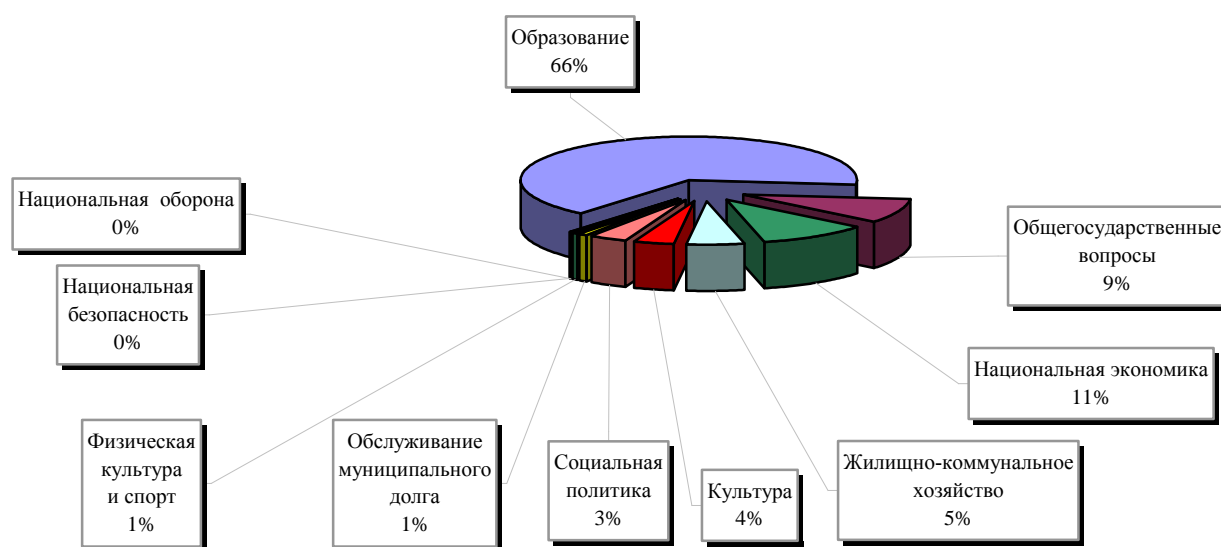 Образование
66%
Национальная оборона
0%
Общегосударственные
вопросы
9%
Национальная
безопасность
0%
Национальная экономика
11%
Физическая
культура
и спорт
1%
Обслуживание
муниципального
долга
1%
Социальная
политика
3%
Культура
4%
Жилищно-коммунальное
хозяйство
5%